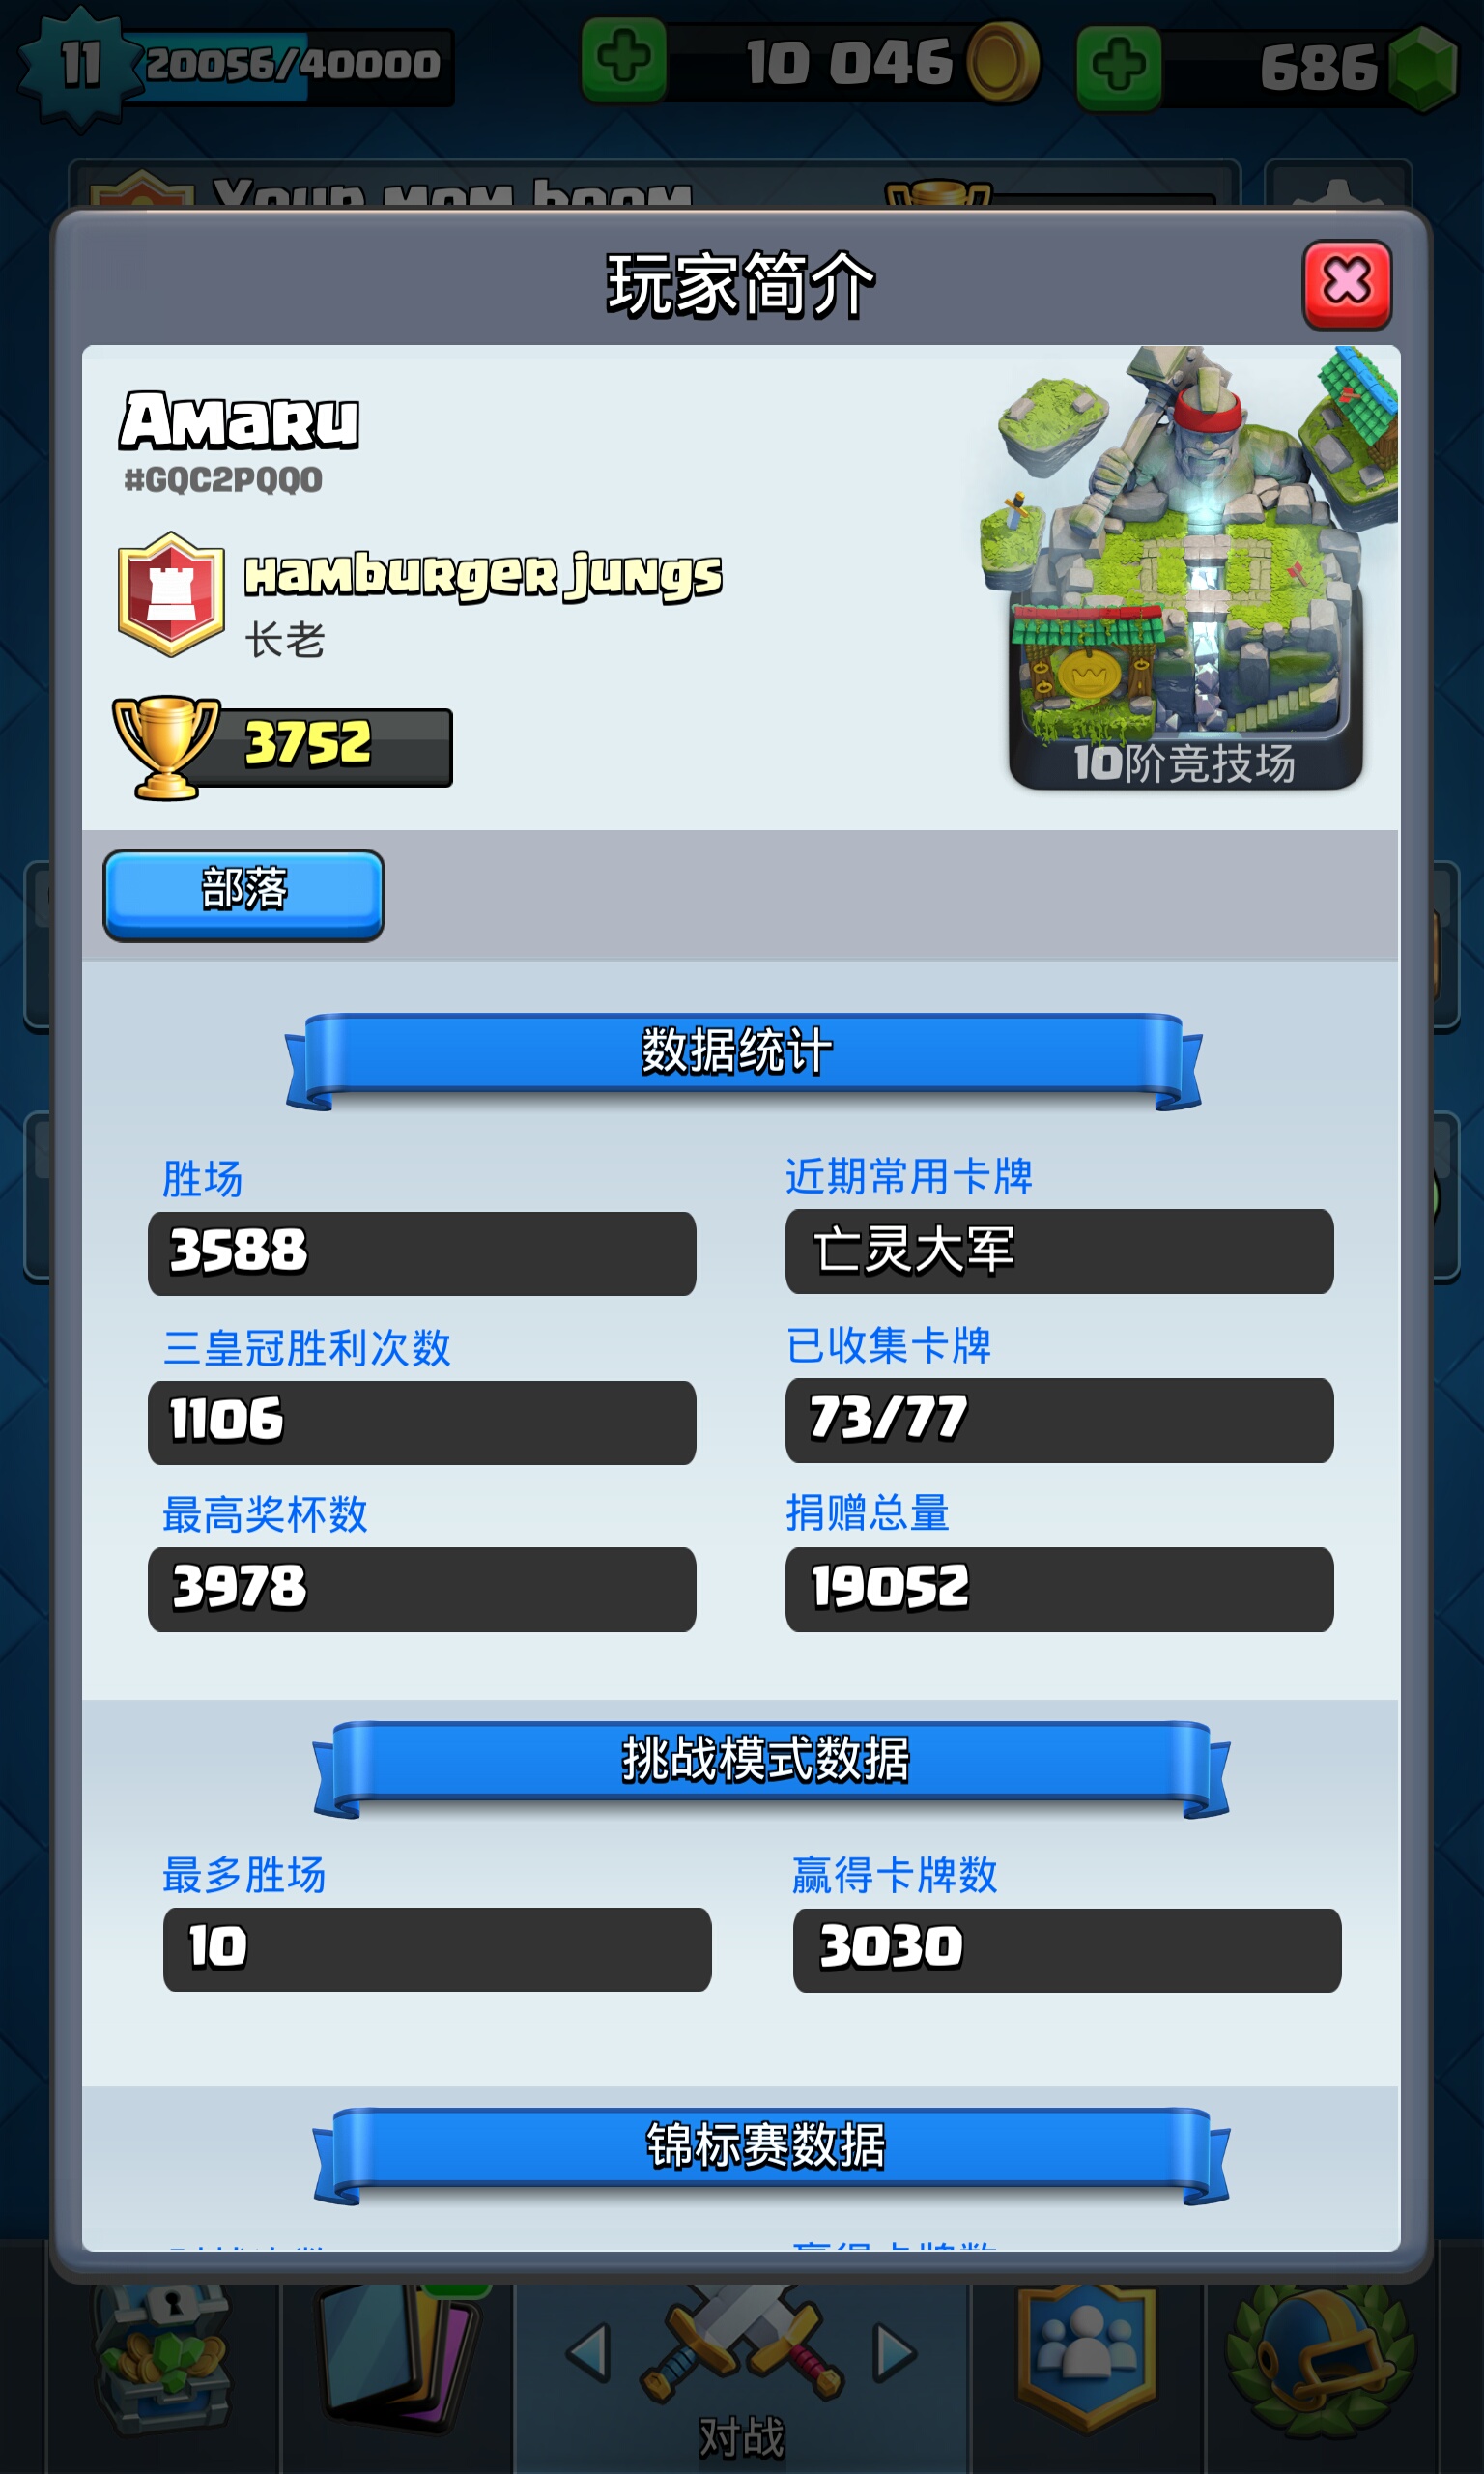 11
20056/40000
10 046
686
Your mom boom
玩家简介
Amaru
#GQC2PQQ0
Hamburger jungs
长老
3752
10阶竞技场
部落
数据统计
胜场
近期常用卡牌
3588
亡灵大军
三皇冠胜利次数
已收集卡牌
1106
73/77
最高奖杯数
捐赠总量
3978
19052
挑战模式数据
最多胜场
赢得卡牌数
10
3030
锦标赛数据
赢得卡牌数
对战